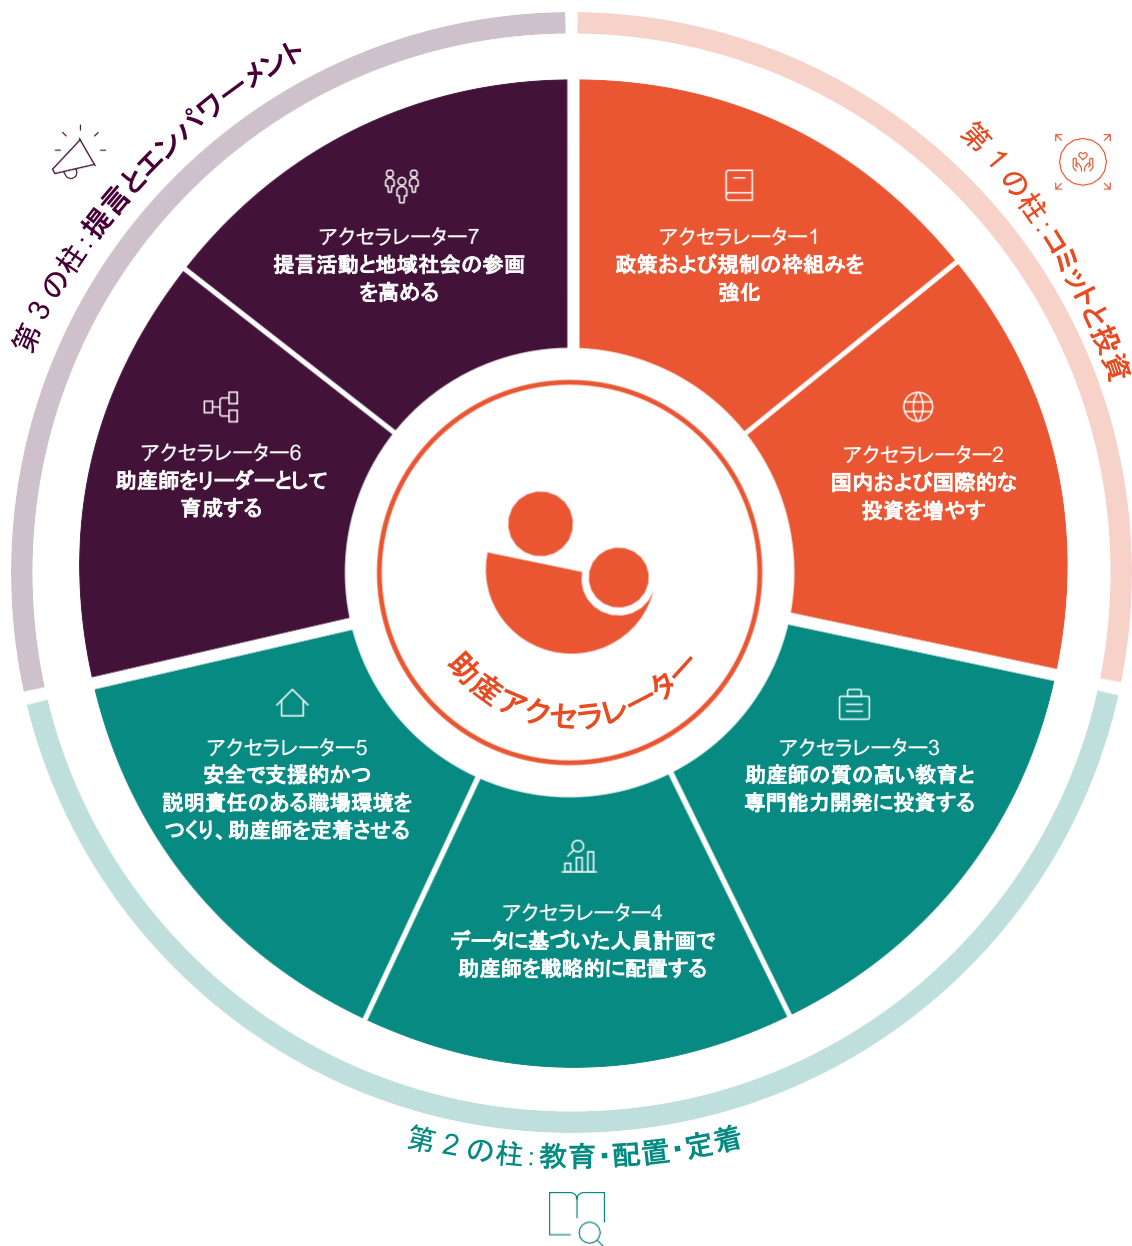 第1の柱：コミットと投資
アクセラレーター1
政策および規制の枠組みを
強化
アクセラレーター2
国内および国際的な
投資を増やす
第2の柱：教育・配置・定着
アクセラレーター3
助産師の質の高い教育と
専門能力開発に投資する
アクセラレーター4
データに基づいた人員計画で
助産師を戦略的に配置する
アクセラレーター5
安全で支援的かつ
説明責任のある職場環境を
つくり、助産師を定着させる
第3の柱：提言とエンパワーメント
アクセラレーター6
助産師をリーダーとして
育成する
アクセラレーター7
提言活動と地域社会の参画
を高める
助産アクセラレーター